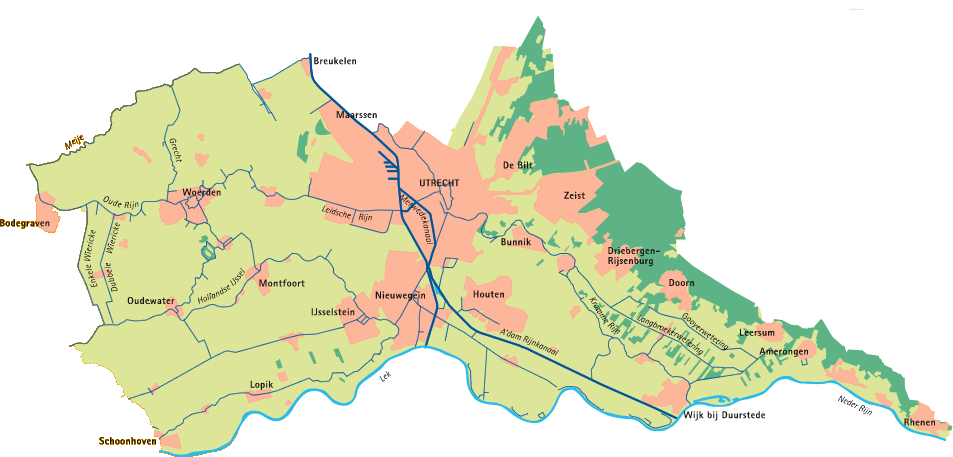 Breukelen
Maarssen
Meije
Grecht
De Bilt
UTRECHT
Woerden
Zeist
Oude Rijn
Leidsche Rijn
Merwedekanaal
Bodegraven
Enkele Wiericke
Dubbele Wiericke
Bunnik
Driebergen-
Rijsenburg
Hollandse IJssel
Montfoort
Doorn
Oudewater
Nieuwegein
Houten
IJsselstein
Kromme Rijn
Langbroekerwetering
Gooyerwetering
Leersum
A'dam Rijnkanaal
Amerongen
Lek
Lopik
Neder Rijn
Wijk bij Duurstede
Rhenen
Schoonhoven